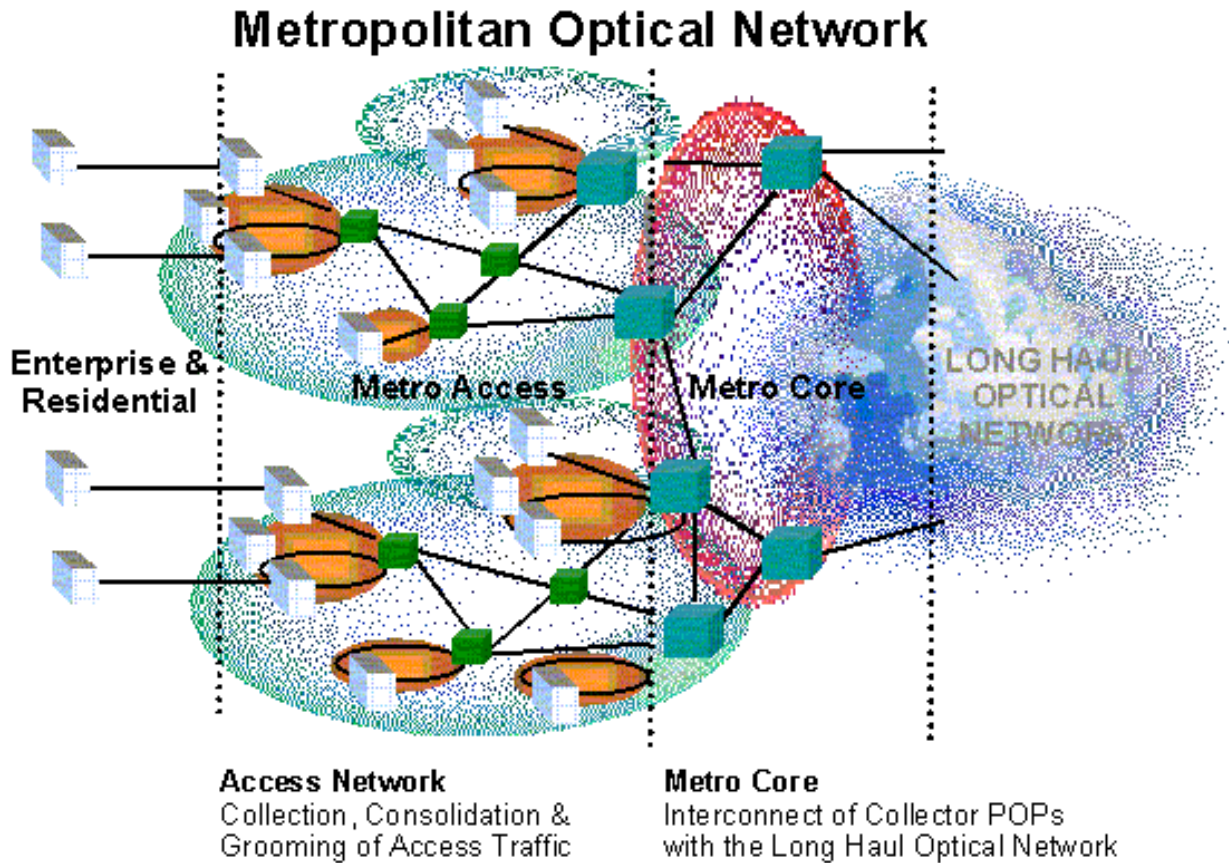 Metropolitan Optical Network
Enterprise &
Residential
Metro Access
Metro Core
LONG HAUL
OPTICAL
NETWORK
Access Network
Collection, Consolidation &
Grooming of Access Traffic
Metro Core
Interconnect of Collector POPs
with the Long Haul Optical Network